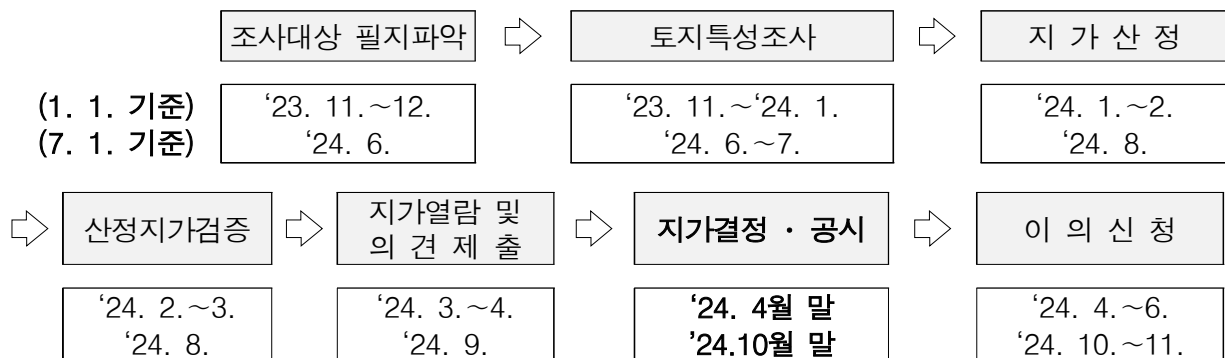 조사대상 필지파악 ⇨ 토지특성조사 ⇨ 지 가 산 정
(1. 1. 기준) ‘23. 11.~12. ‘23. 11.~‘24. 1. ‘24. 1.~2.
(7. 1. 기준) ‘24. 6. ‘24. 6.~7. ‘24. 8.
⇨ 산정지가검증 ⇨ 지가열람 및 ⇨ 지가결정 · 공시 ⇨ 이 의 신 청
의 견 제 출
‘24. 2.~3. ‘24. 3.~4. ‘24. 4월 말 ‘24. 4.~6.
‘24. 8. ‘24. 9. ’24.10월 말 ‘24. 10.~11.